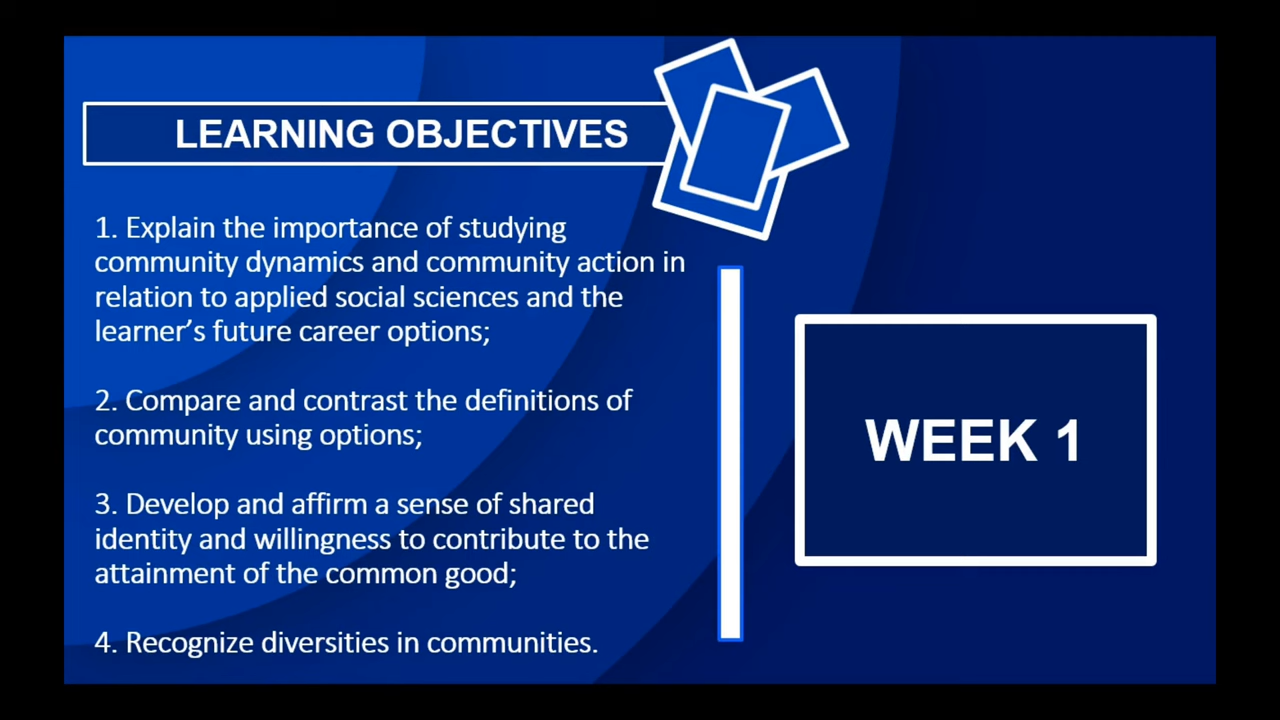 LEARNING OBJECTIVES
1. Explain the importance of studying
community dynamics and community action in
relation to applied social sciences and the
learner’s future career options;
2. Compare and contrast the definitions of
community using options;
3. Develop and affirm a sense of shared
identity and willingness to contribute to the
attainment of the common good;
4. Recognize diversities in communities.
WEEK 1